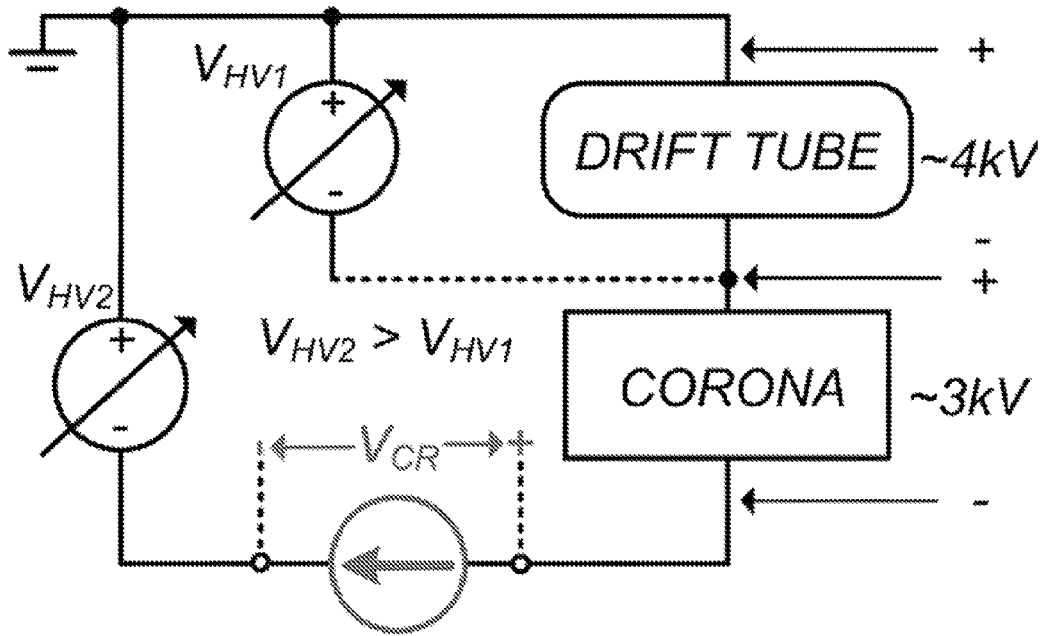 V_HV1
+
+
DRIFT TUBE
~4kV
-
-
+
V_HV2
+
V_HV2 > V_HV1
CORONA
~3kV
-
- V_CR +
-